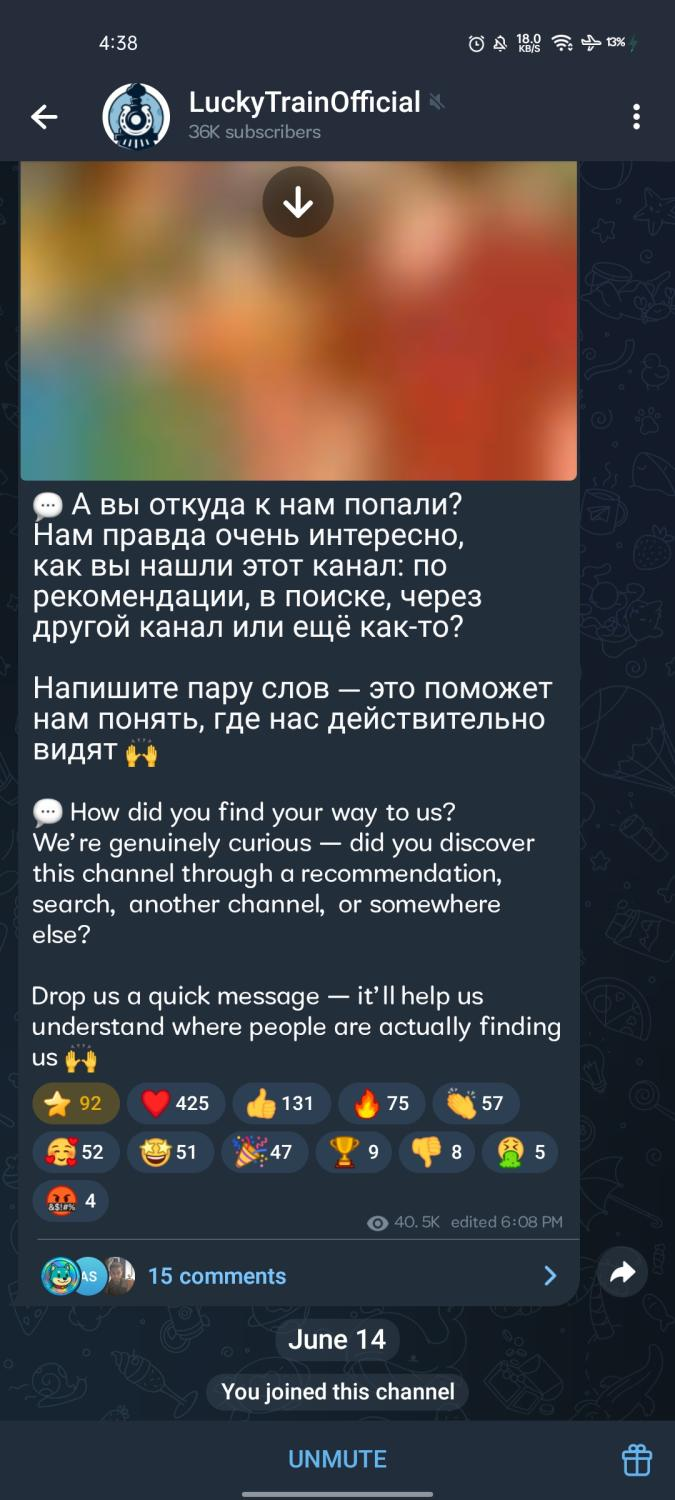 4:38
18.0
KB/S
13%
LuckyTrainOfficial
36K subscribers
💬 А вы откуда к нам попали?
Нам правда очень интересно,
как вы нашли этот канал: по
рекомендации, в поиске, через
другой канал или ещё как-то?
Напишите пару слов — это поможет
нам понять, где нас действительно
видят 🙌
💬 How did you find your way to us?
We're genuinely curious — did you discover
this channel through a recommendation,
search, another channel, or somewhere
else?
Drop us a quick message — it'll help us
understand where people are actually finding
us 🙌
⭐ 92 ❤️ 425 👍 131 🔥 75 👏 57
🥰 52 🤩 51 🎉 47 🏆 9 👎 8 🤮 5
🤬 4
40.5K edited 6:08 PM
AS 15 comments
June 14
You joined this channel
UNMUTE